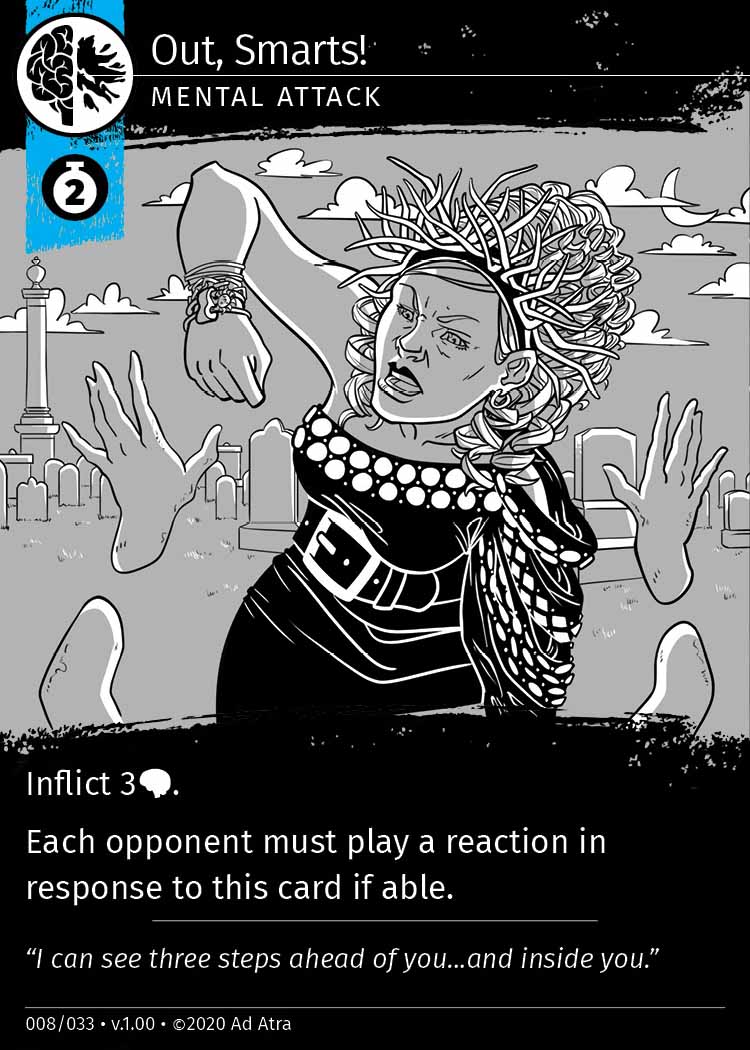 Out, Smarts!
MENTAL ATTACK
2
Inflict 3.
Each opponent must play a reaction in
response to this card if able.
“I can see three steps ahead of you...and inside you.”
008/033 • v.1.00 • ©2020 Ad Atra